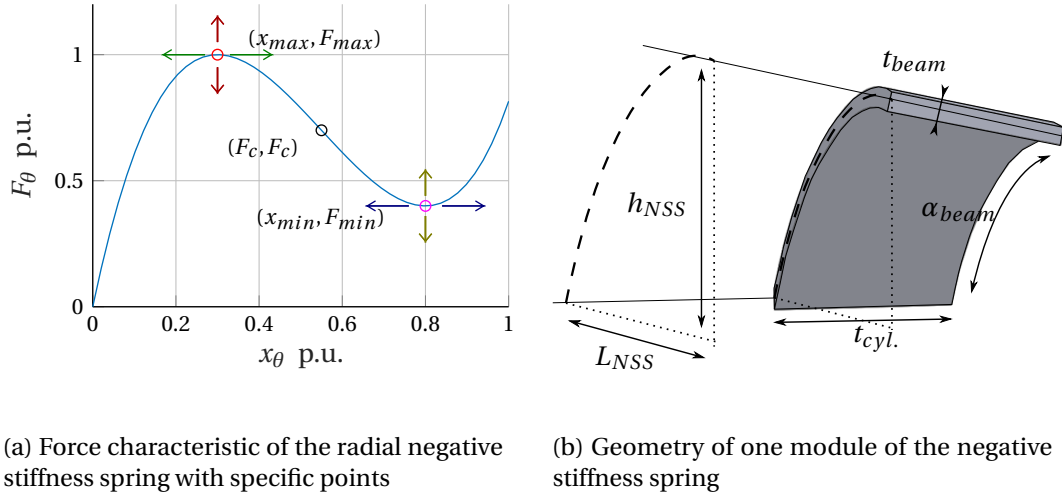 (x_max, F_max)
1
F_θ p.u.
(F_c, F_c)
0.5
(x_min, F_min)
0
0 0.2 0.4 0.6 0.8 1
x_θ p.u.
t_beam
h_NSS
α_beam
t_cyl.
L_NSS
(a) Force characteristic of the radial negative
stiffness spring with specific points
(b) Geometry of one module of the negative
stiffness spring